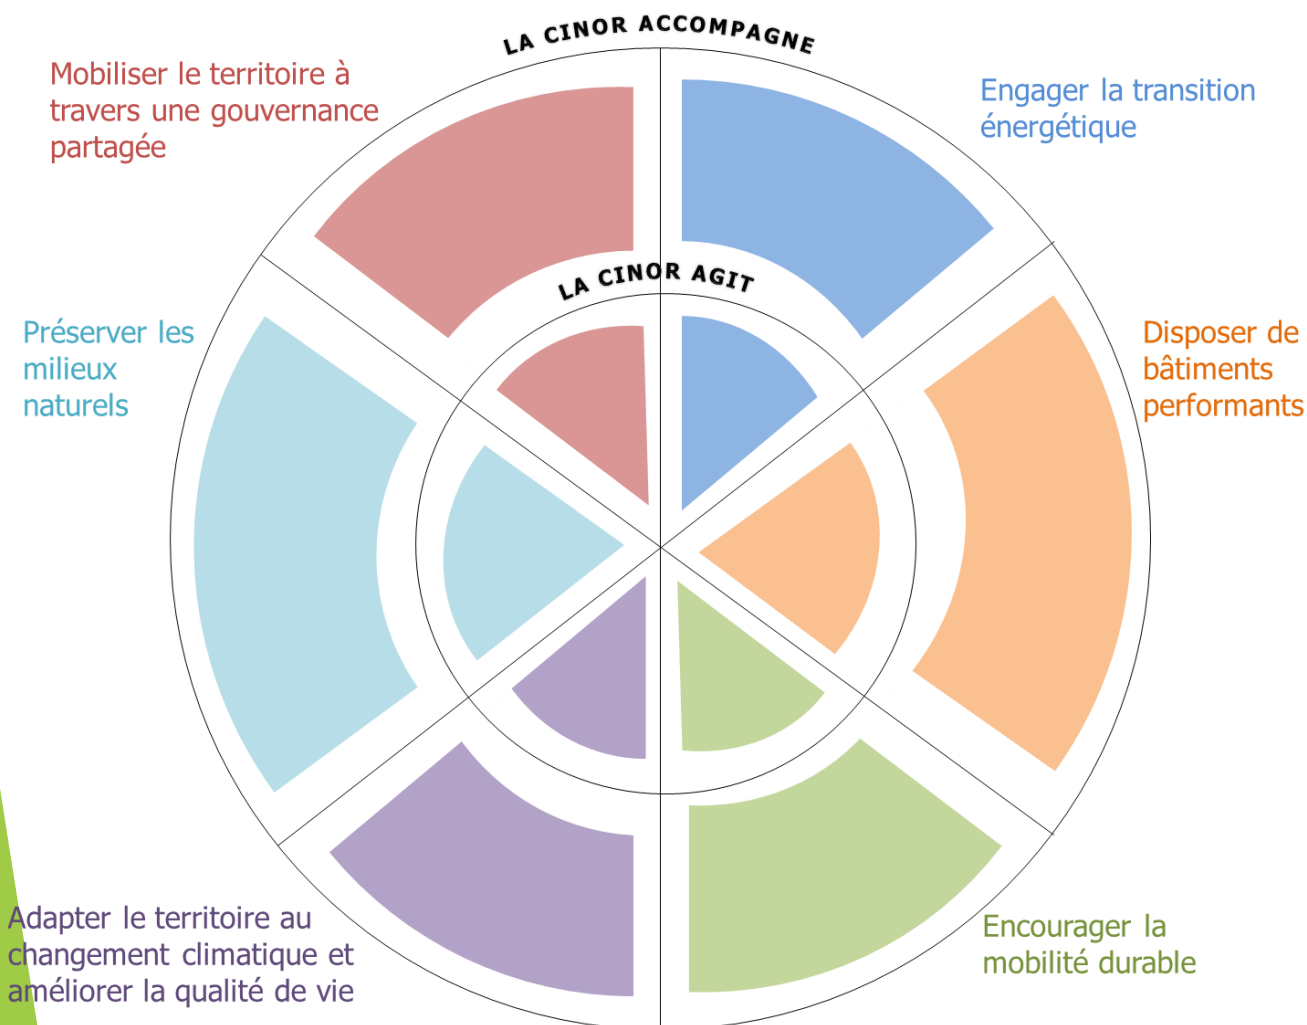 LA CINOR ACCOMPAGNE
Mobiliser le territoire à
travers une gouvernance
partagée
Engager la transition
énergétique
LA CINOR AGIT
Préserver les
milieux
naturels
Disposer de
bâtiments
performants
Adapter le territoire au
changement climatique et
améliorer la qualité de vie
Encourager la
mobilité durable